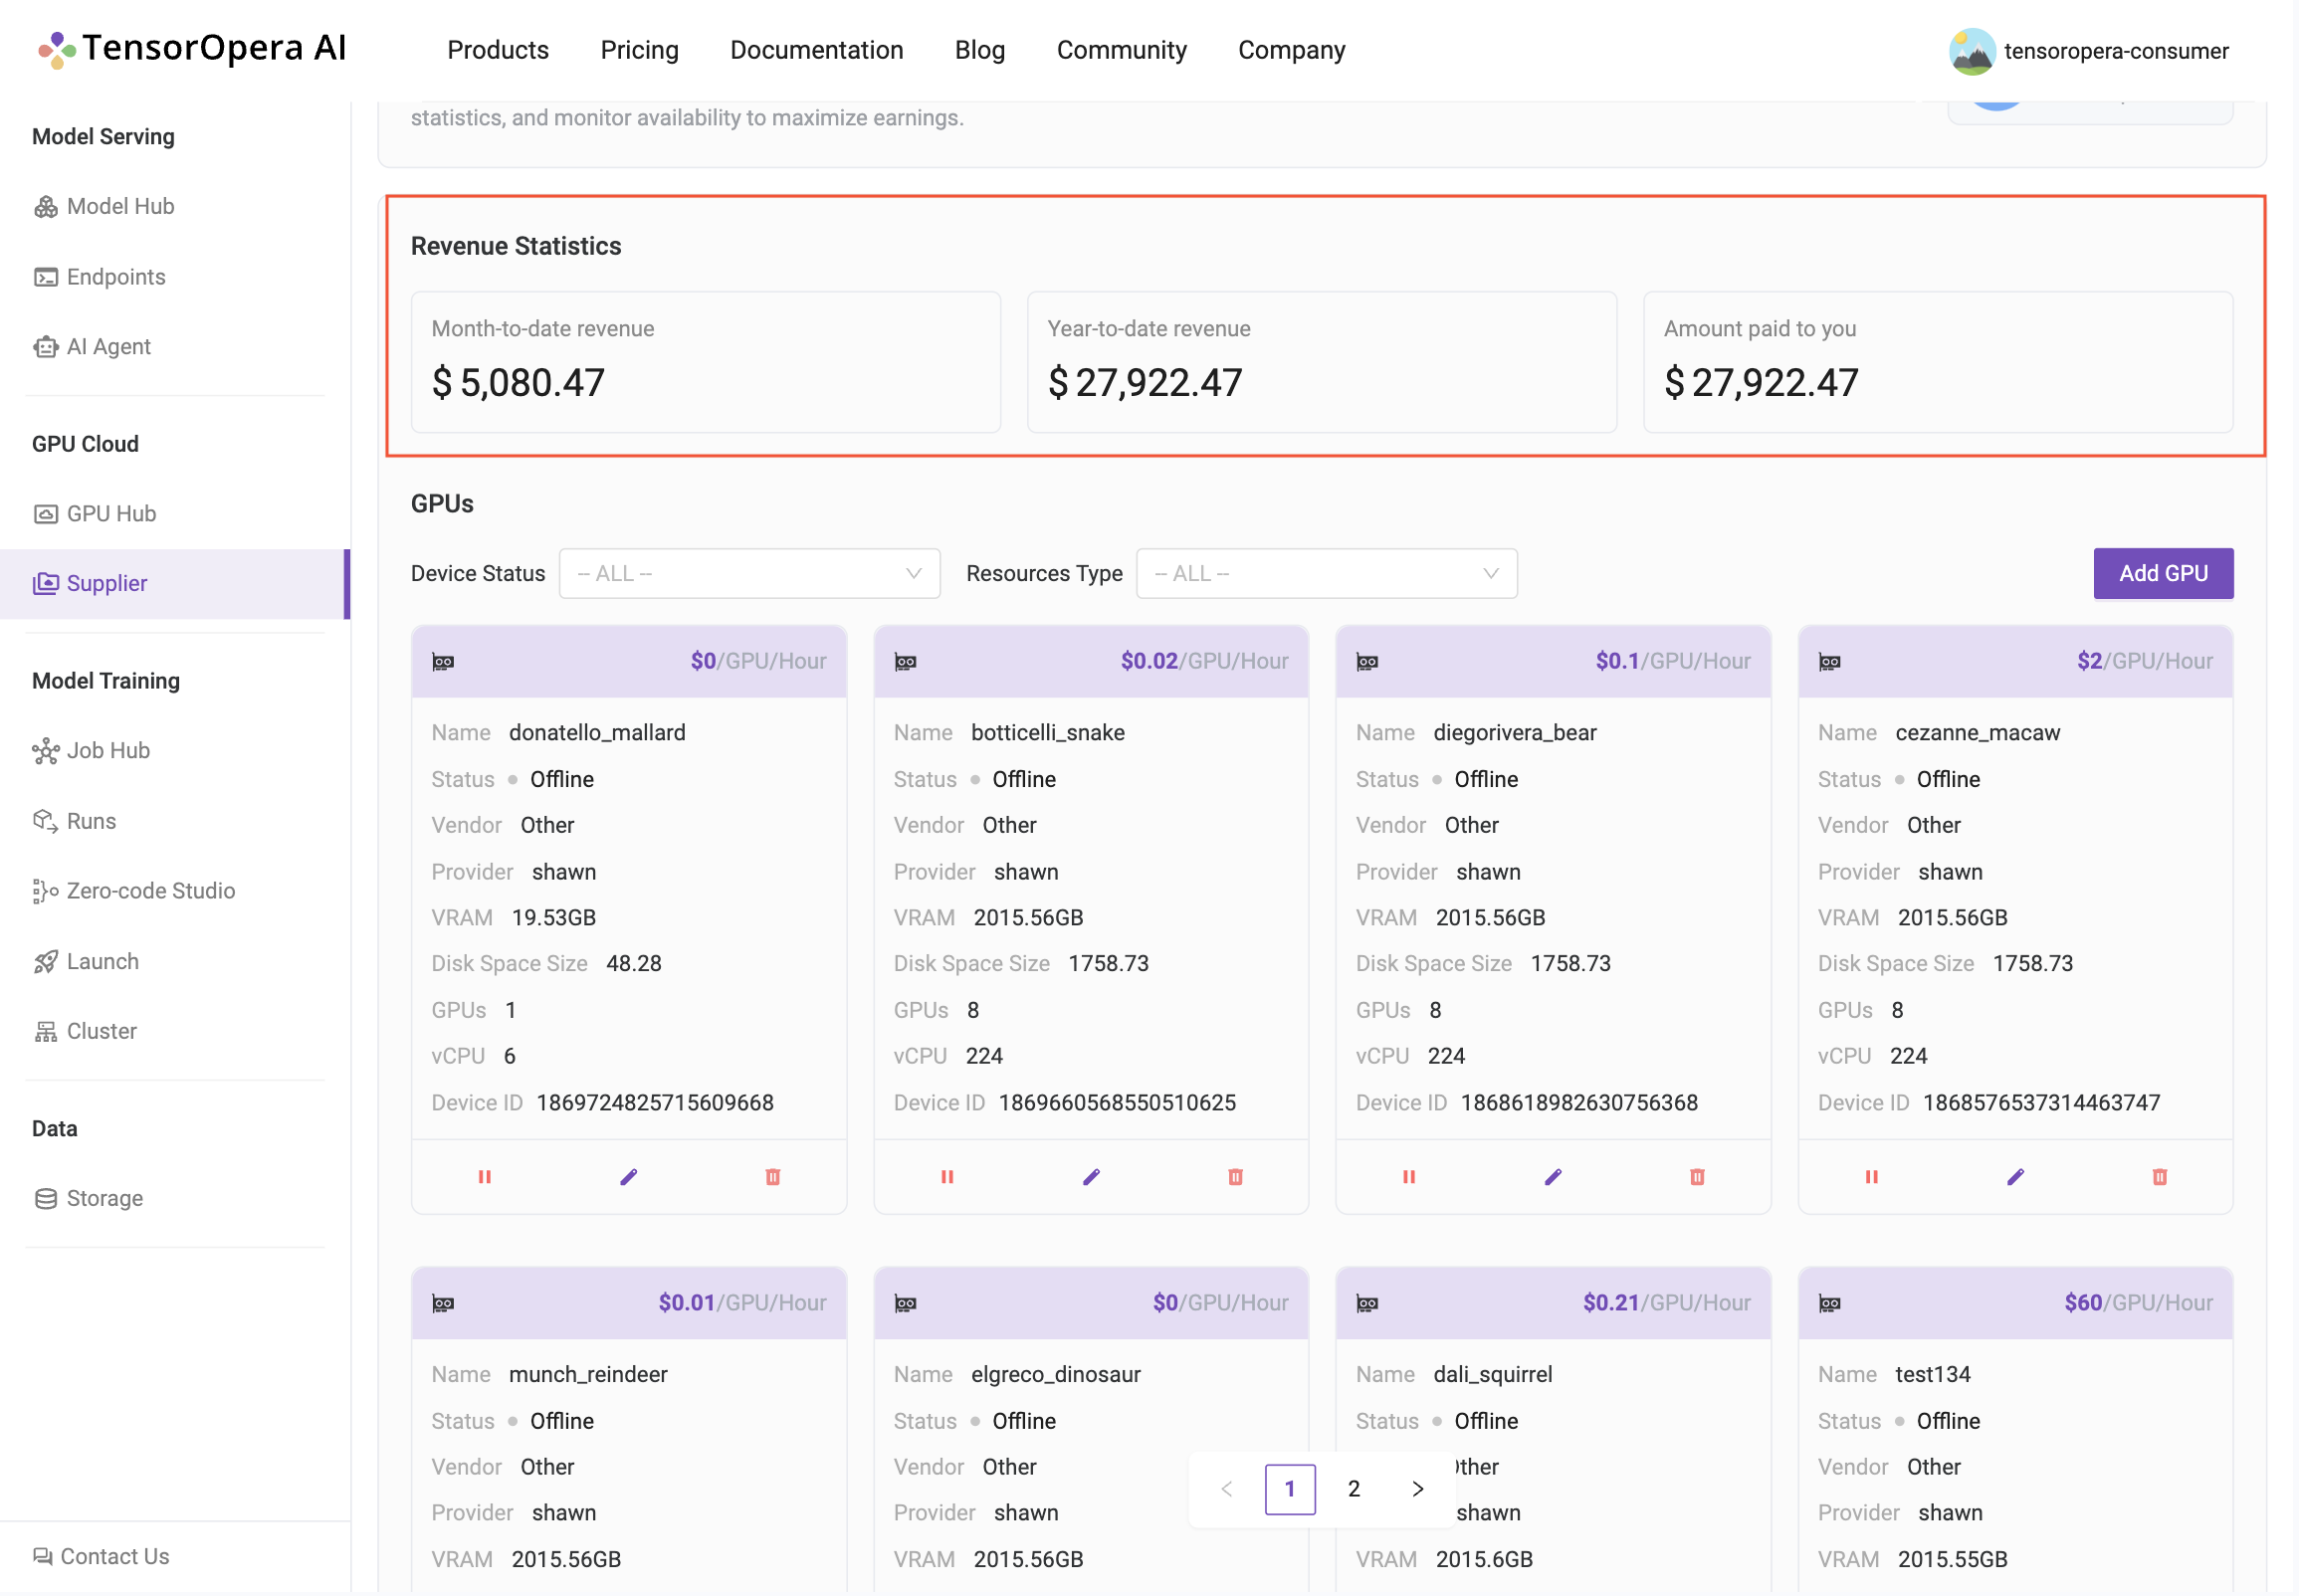 TensorOpera AI
Products Pricing Documentation Blog Community Company
tensoropera-consumer
Model Serving
Model Hub
Endpoints
AI Agent
GPU Cloud
GPU Hub
Supplier
Model Training
Job Hub
Runs
Zero-code Studio
Launch
Cluster
Data
Storage
Contact Us
statistics, and monitor availability to maximize earnings.
Revenue Statistics
Month-to-date revenue
$ 5,080.47
Year-to-date revenue
$ 27,922.47
Amount paid to you
$ 27,922.47
GPUs
Device Status -- ALL -- Resources Type -- ALL --
Add GPU
$0/GPU/Hour
Name donatello_mallard
Status Offline
Vendor Other
Provider shawn
VRAM 19.53GB
Disk Space Size 48.28
GPUs 1
vCPU 6
Device ID 1869724825715609668
$0.02/GPU/Hour
Name botticelli_snake
Status Offline
Vendor Other
Provider shawn
VRAM 2015.56GB
Disk Space Size 1758.73
GPUs 8
vCPU 224
Device ID 1869660568550510625
$0.1/GPU/Hour
Name diegorivera_bear
Status Offline
Vendor Other
Provider shawn
VRAM 2015.56GB
Disk Space Size 1758.73
GPUs 8
vCPU 224
Device ID 1868618982630756368
$2/GPU/Hour
Name cezanne_macaw
Status Offline
Vendor Other
Provider shawn
VRAM 2015.56GB
Disk Space Size 1758.73
GPUs 8
vCPU 224
Device ID 1868576537314463747
$0.01/GPU/Hour
Name munch_reindeer
Status Offline
Vendor Other
Provider shawn
VRAM 2015.56GB
$0/GPU/Hour
Name elgreco_dinosaur
Status Offline
Vendor Other
Provider shawn
VRAM 2015.56GB
$0.21/GPU/Hour
Name dali_squirrel
Status Offline
ther
shawn
VRAM 2015.6GB
$60/GPU/Hour
Name test134
Status Offline
Vendor Other
Provider shawn
VRAM 2015.55GB
< 1 2 >